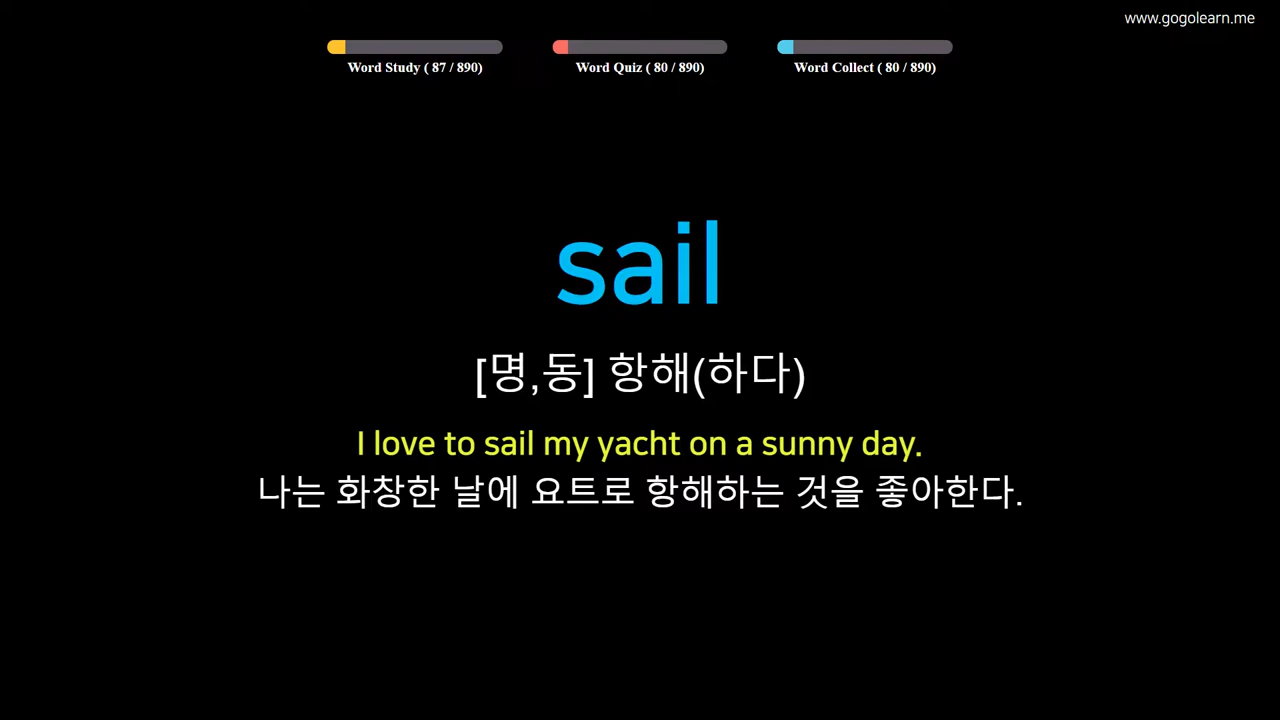 www.gogolearn.me
Word Study ( 87 / 890)
Word Quiz ( 80 / 890)
Word Collect ( 80 / 890)
sail
[명,동] 항해(하다)
I love to sail my yacht on a sunny day.
나는 화창한 날에 요트로 항해하는 것을 좋아한다.